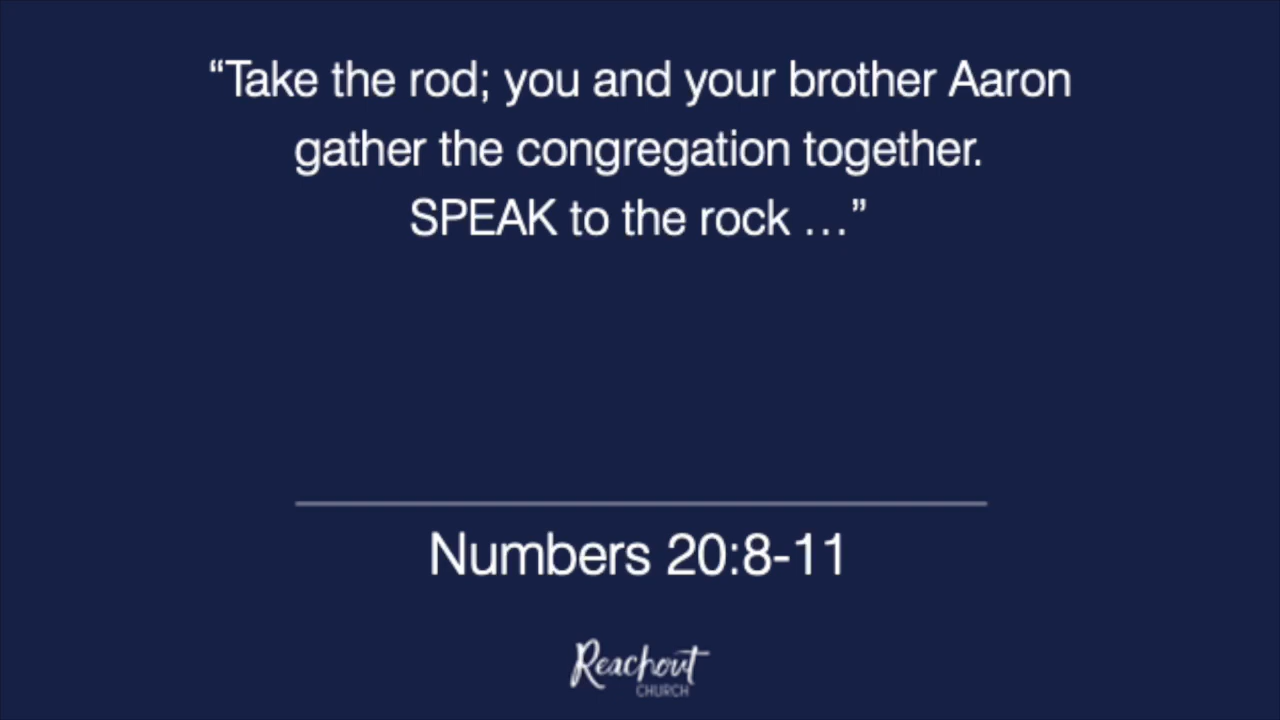 “Take the rod; you and your brother Aaron
gather the congregation together.
SPEAK to the rock …”
Numbers 20:8-11
Reachout
CHURCH